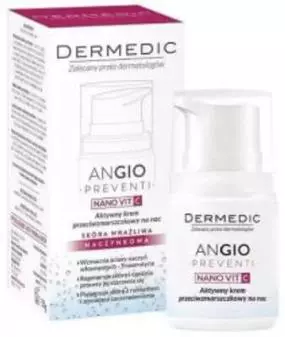 DERMEDIC
Zalecany przez dermatologów
ANGIO
PREVENTI
NANO VIT C
Aktywny krem
przeciwzmarszczkowy na noc
SKÓRA WRAŻLIWA
NACZYNKOWA
DERMEDIC
ANGIO
PREVENTI
NANO VIT C
Aktywny krem
przeciwzmarszczkowy na noc